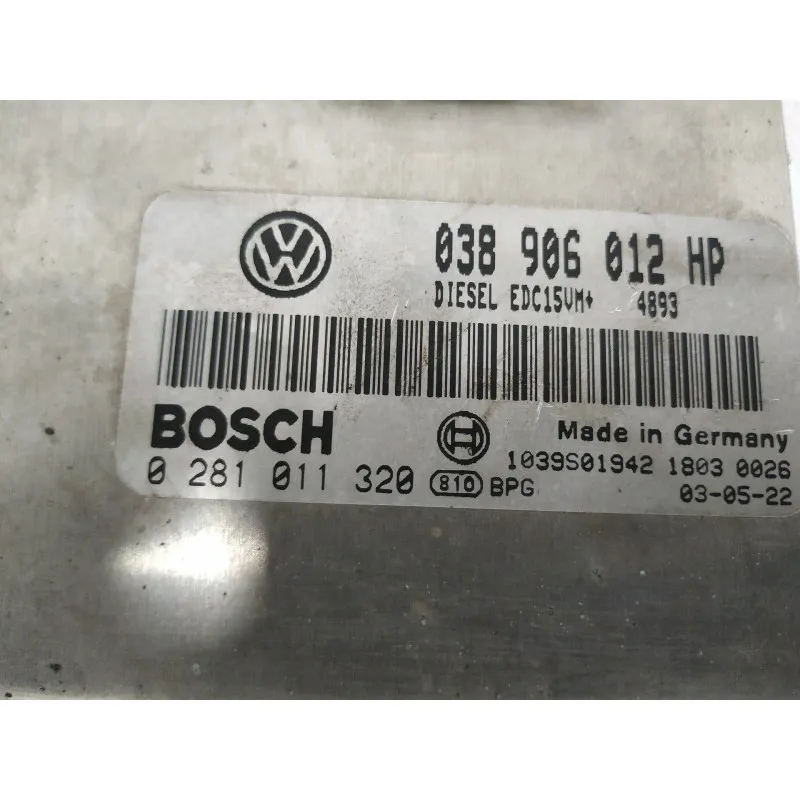 038 906 012 HP
DIESEL EDC15VM+ 4893
BOSCH
Made in Germany
0 281 011 320
1039S01942 1803 0026
816 BPG
03-05-22